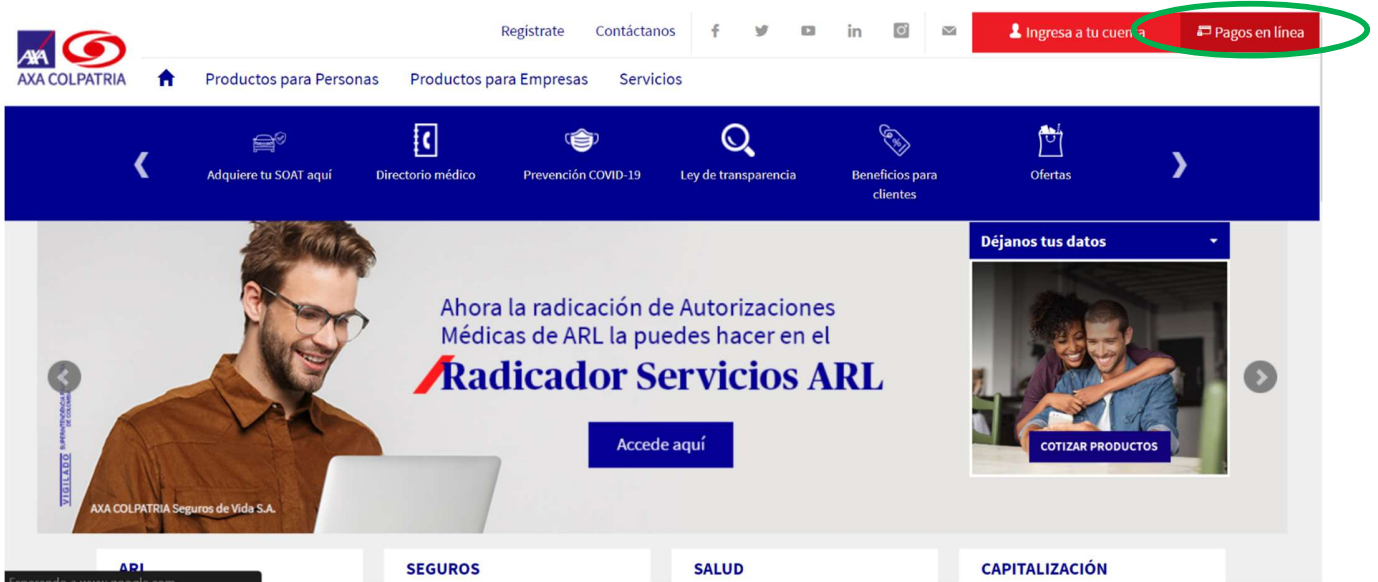 Regístrate Contáctanos Ingresa a tu cuenta Pagos en línea
AXA
AXA COLPATRIA
Productos para Personas Productos para Empresas Servicios
Adquiere tu SOAT aquí Directorio médico Prevención COVID-19 Ley de transparencia Beneficios para clientes Ofertas
Déjanos tus datos
Ahora la radicación de Autorizaciones
Médicas de ARL la puedes hacer en el
Radicador Servicios ARL
Accede aquí
COTIZAR PRODUCTOS
VIGILADO
AXA COLPATRIA Seguros de Vida S.A.
ARL SEGUROS SALUD CAPITALIZACIÓN